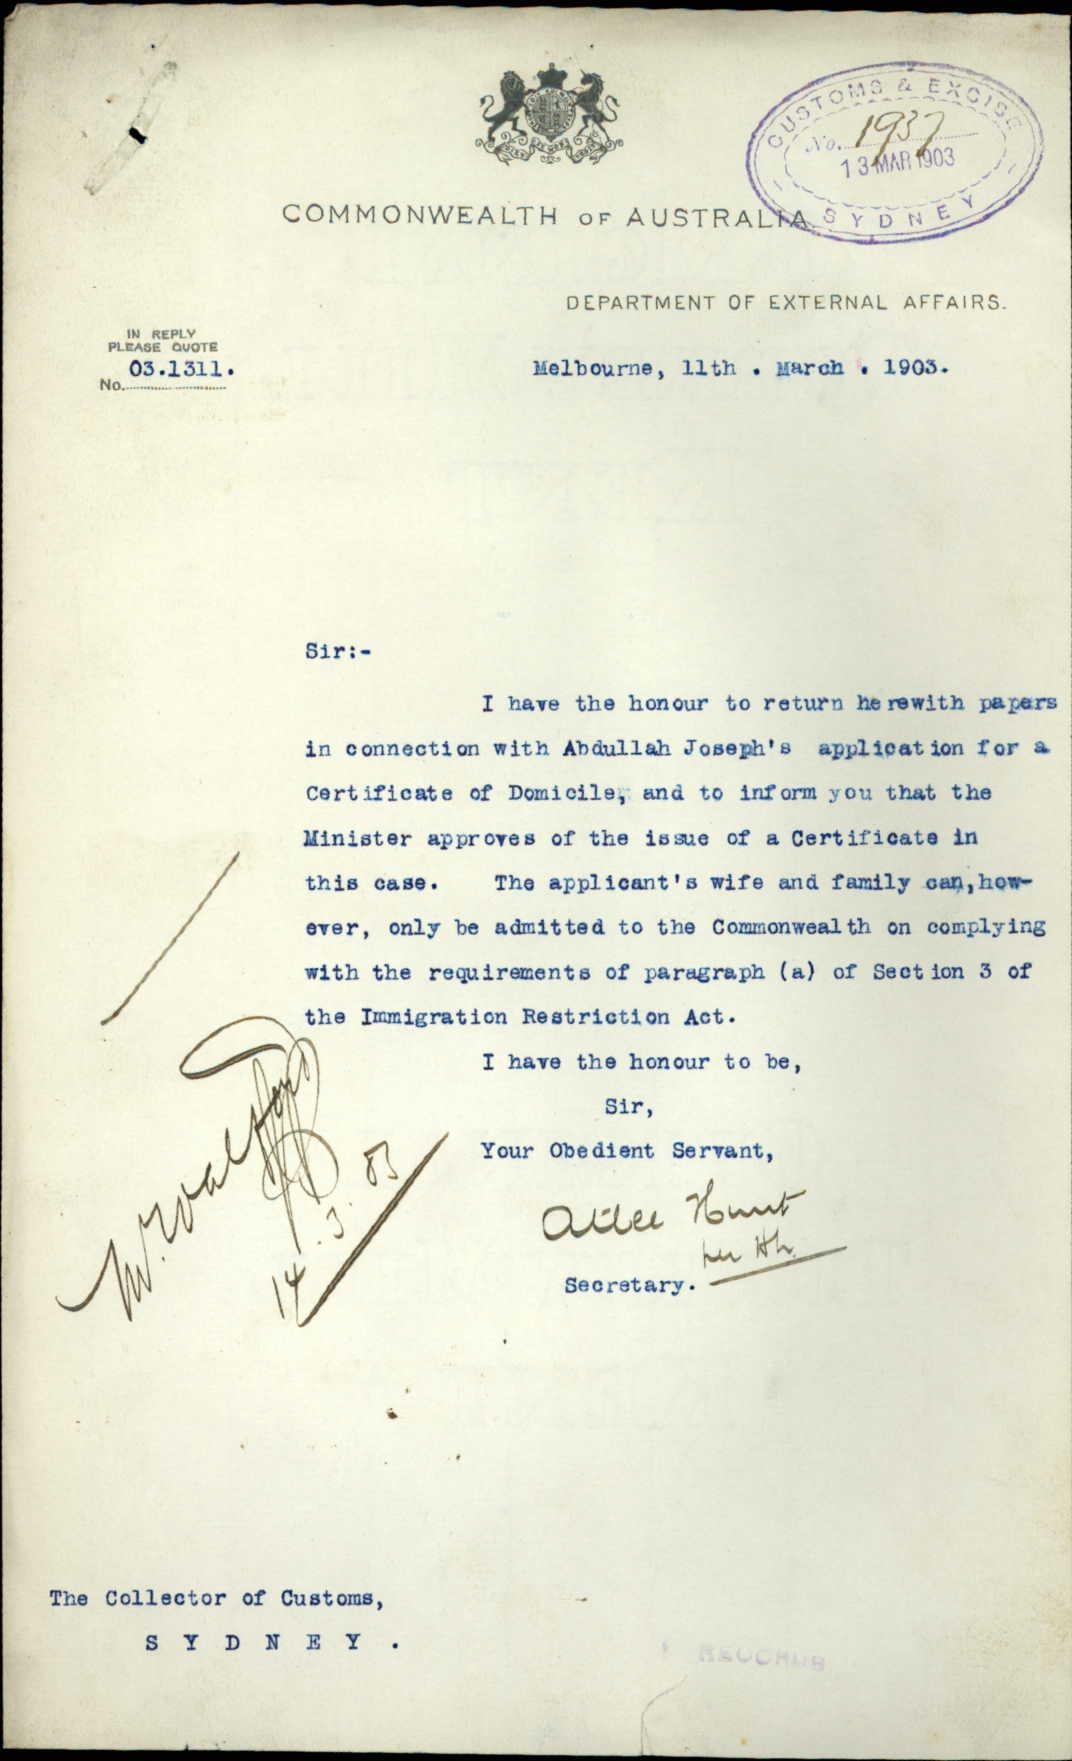 CUSTOMS & EXCISE
No. 1937
13 MAR 1903
SYDNEY
COMMONWEALTH OF AUSTRALIA
DEPARTMENT OF EXTERNAL AFFAIRS.
IN REPLY
PLEASE QUOTE
No. 03.1311.
Melbourne, 11th . March . 1903.
Sir:-
I have the honour to return herewith papers
in connection with Abdullah Joseph's application for a
Certificate of Domicile, and to inform you that the
Minister approves of the issue of a Certificate in
this case. The applicant's wife and family can, how-
ever, only be admitted to the Commonwealth on complying
with the requirements of paragraph (a) of Section 3 of
the Immigration Restriction Act.
I have the honour to be,
Sir,
Your Obedient Servant,
Atlee Hunt
per
Secretary.
14.3.03
The Collector of Customs,
S Y D N E Y .